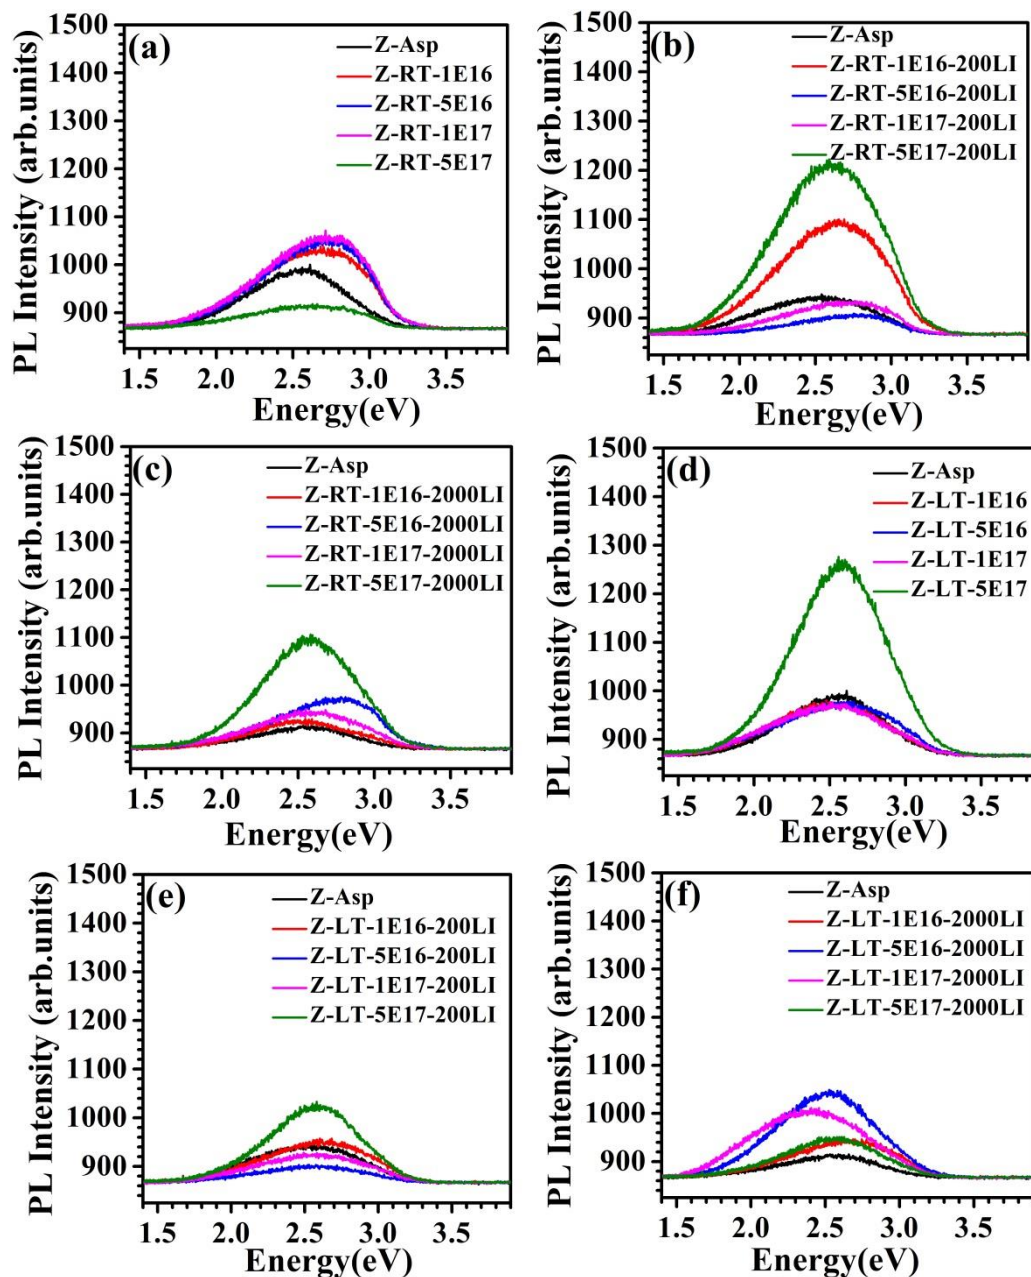 (a)
Z-Asp
Z-RT-1E16
Z-RT-5E16
Z-RT-1E17
Z-RT-5E17
PL Intensity (arb.units)
1500
1400
1300
1200
1100
1000
900
1.5 2.0 2.5 3.0 3.5
Energy(eV)
(b)
Z-Asp
Z-RT-1E16-200LI
Z-RT-5E16-200LI
Z-RT-1E17-200LI
Z-RT-5E17-200LI
PL Intensity (arb.units)
1500
1400
1300
1200
1100
1000
900
1.5 2.0 2.5 3.0 3.5
Energy(eV)
(c)
Z-Asp
Z-RT-1E16-2000LI
Z-RT-5E16-2000LI
Z-RT-1E17-2000LI
Z-RT-5E17-2000LI
PL Intensity (arb.units)
1500
1400
1300
1200
1100
1000
900
1.5 2.0 2.5 3.0 3.5
Energy(eV)
(d)
Z-Asp
Z-LT-1E16
Z-LT-5E16
Z-LT-1E17
Z-LT-5E17
PL Intensity (arb.units)
1500
1400
1300
1200
1100
1000
900
1.5 2.0 2.5 3.0 3.5
Energy(eV)
(e)
Z-Asp
Z-LT-1E16-200LI
Z-LT-5E16-200LI
Z-LT-1E17-200LI
Z-LT-5E17-200LI
PL Intensity (arb.units)
1500
1400
1300
1200
1100
1000
900
1.5 2.0 2.5 3.0 3.5
Energy(eV)
(f)
Z-Asp
Z-LT-1E16-2000LI
Z-LT-5E16-2000LI
Z-LT-1E17-2000LI
Z-LT-5E17-2000LI
PL Intensity (arb.units)
1500
1400
1300
1200
1100
1000
900
1.5 2.0 2.5 3.0 3.5
Energy(eV)